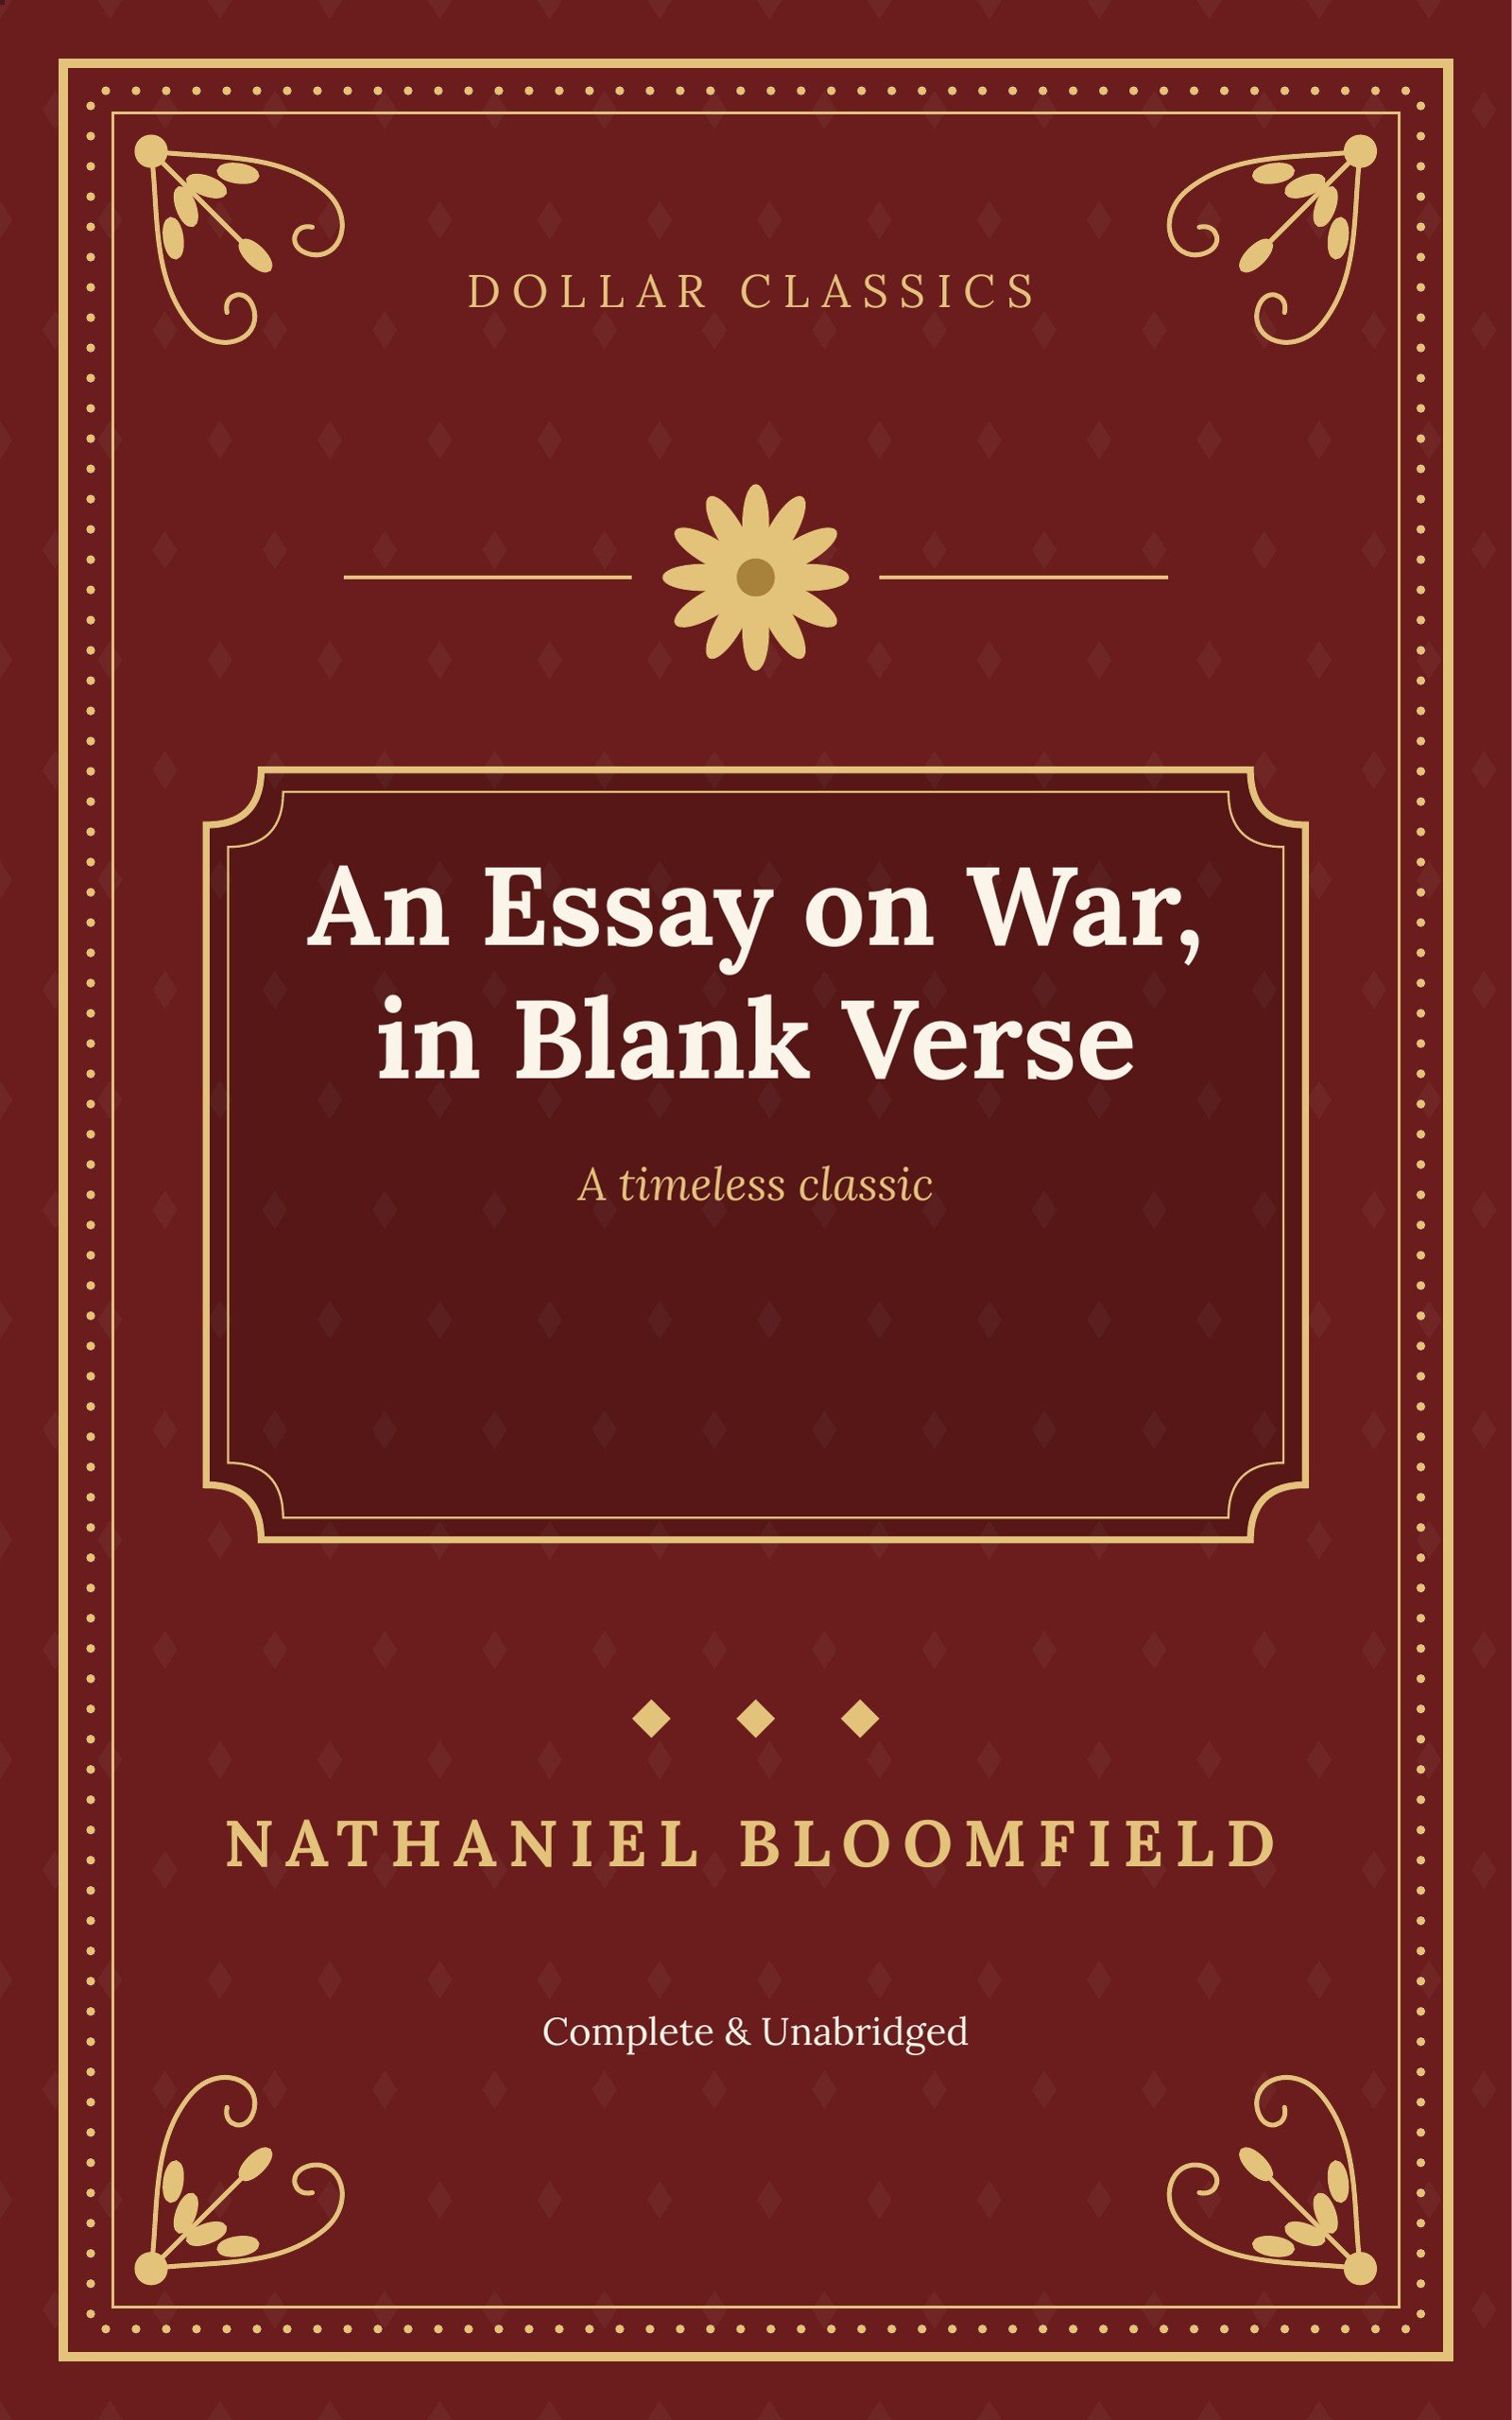 DOLLAR CLASSICS
An Essay on War,
in Blank Verse
A timeless classic
NATHANIEL BLOOMFIELD
Complete & Unabridged